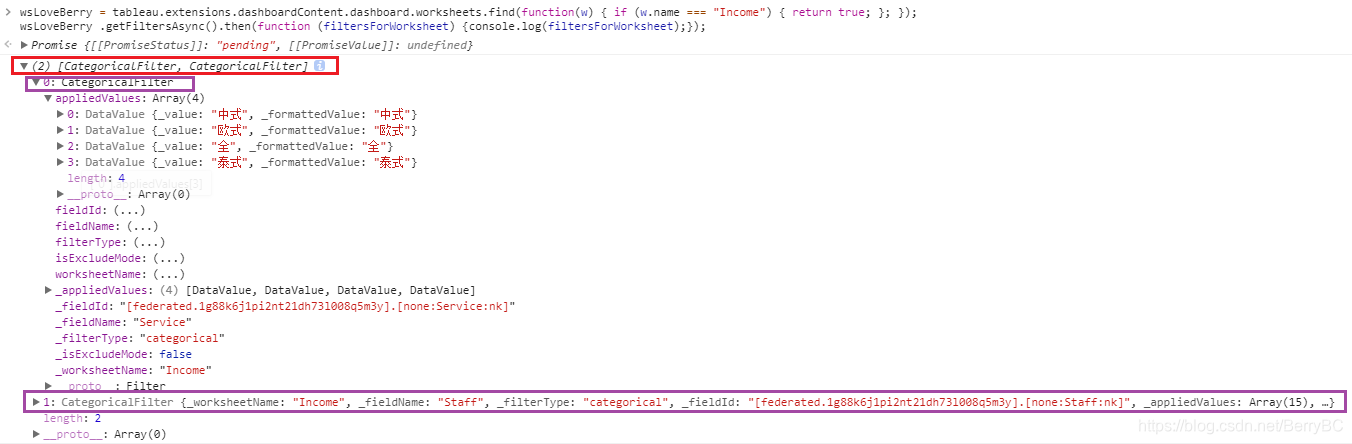 wsLoveBerry = tableau.extensions.dashboardContent.dashboard.worksheets.find(function(w) { if (w.name === "Income") { return true; }; });
wsLoveBerry .getFiltersAsync().then(function (filtersForWorksheet) {console.log(filtersForWorksheet);});
Promise {[[PromiseStatus]]: "pending", [[PromiseValue]]: undefined}
(2) [CategoricalFilter, CategoricalFilter]
0: CategoricalFilter
appliedValues: Array(4)
0: DataValue {_value: "中式", _formattedValue: "中式"}
1: DataValue {_value: "欧式", _formattedValue: "欧式"}
2: DataValue {_value: "全", _formattedValue: "全"}
3: DataValue {_value: "泰式", _formattedValue: "泰式"}
length: 4
__proto__: Array(0)
fieldId: (...)
fieldName: (...)
filterType: (...)
isExcludeMode: (...)
worksheetName: (...)
_appliedValues: (4) [DataValue, DataValue, DataValue, DataValue]
_fieldId: "[federated.1g88k6j1pi2nt21dh73l008q5m3y].[none:Service:nk]"
_fieldName: "Service"
_filterType: "categorical"
_isExcludeMode: false
_worksheetName: "Income"
__proto__: Filter
1: CategoricalFilter {_worksheetName: "Income", _fieldName: "Staff", _filterType: "categorical", _fieldId: "[federated.1g88k6j1pi2nt21dh73l008q5m3y].[none:Staff:nk]", _appliedValues: Array(15), …}
length: 2
__proto__: Array(0)
https://blog.csdn.net/BerryBC